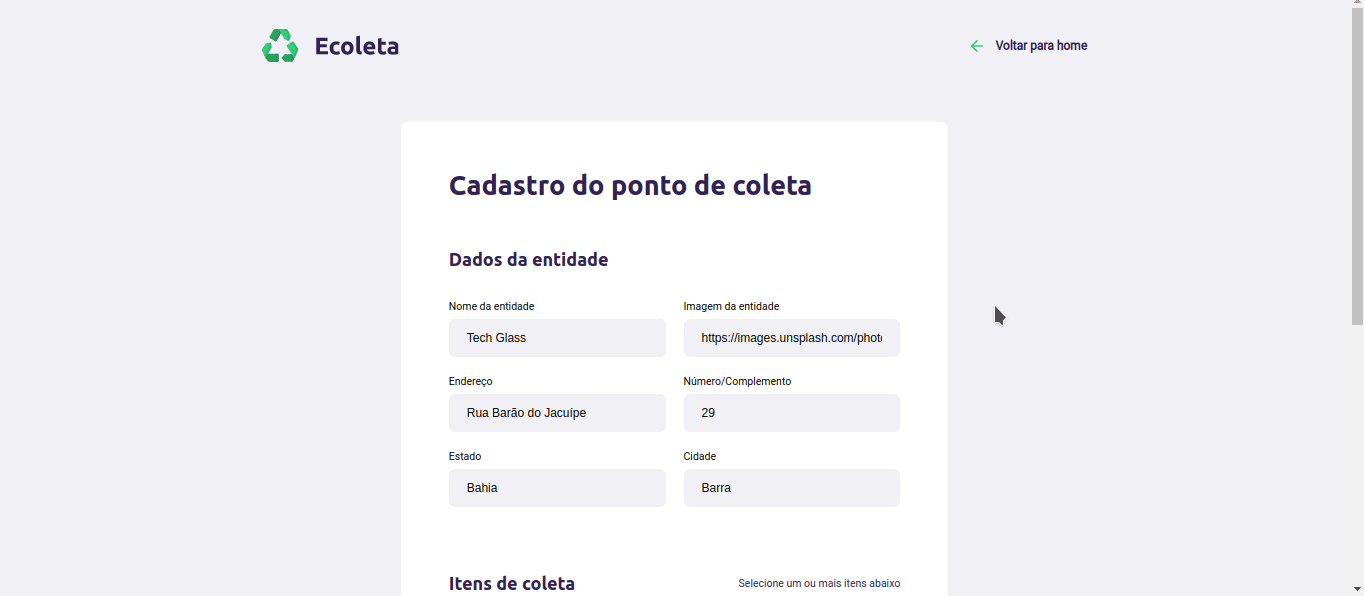 Ecoleta
Voltar para home
Cadastro do ponto de coleta
Dados da entidade
Nome da entidade
Imagem da entidade
Tech Glass
https://images.unsplash.com/phot
Endereço
Número/Complemento
Rua Barão do Jacuípe
29
Estado
Cidade
Bahia
Barra
Itens de coleta
Selecione um ou mais itens abaixo